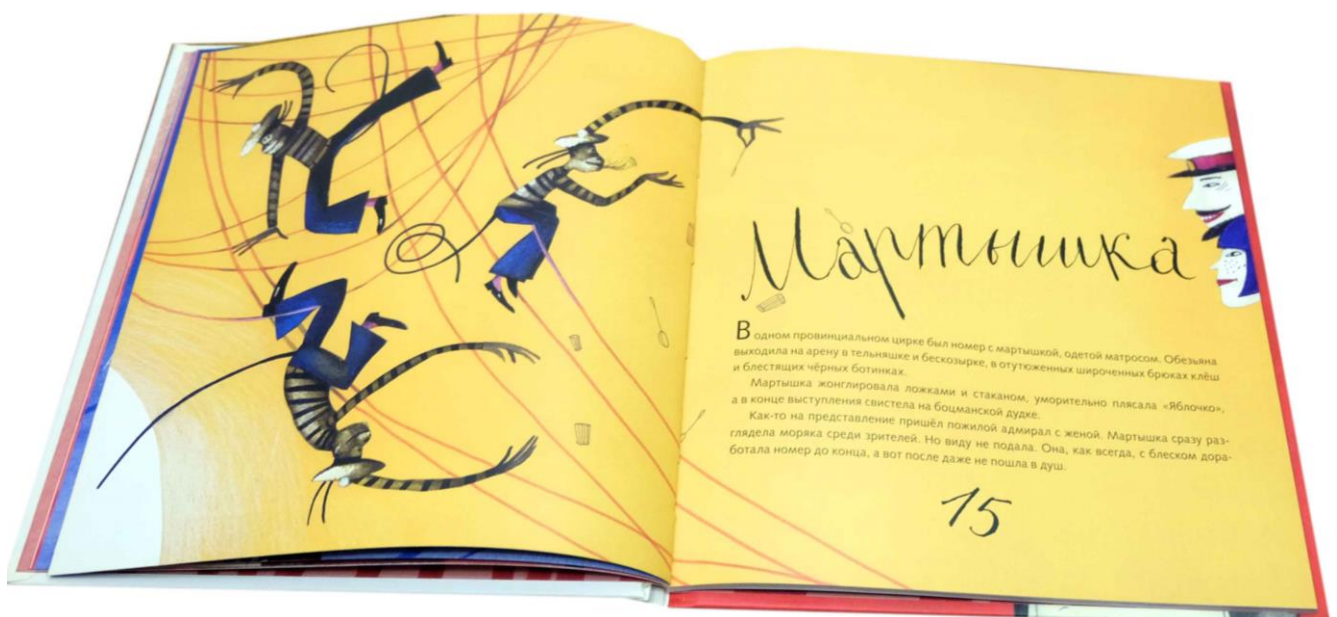 Мартышка
В одном провинциальном цирке был номер с мартышкой, одетой матросом. Обезьяна
выходила на арену в тельняшке и бескозырке, в отутюженных широченных брюках клёш
и блестящих чёрных ботинках.
Мартышка жонглировала ложками и стаканом, уморительно плясала «Яблочко»,
а в конце выступления свистела на боцманской дудке.
Как-то на представление пришёл пожилой адмирал с женой. Мартышка сразу раз-
глядела моряка среди зрителей. Но виду не подала. Она, как всегда, с блеском дора-
ботала номер до конца, а вот после даже не пошла в душ.
15